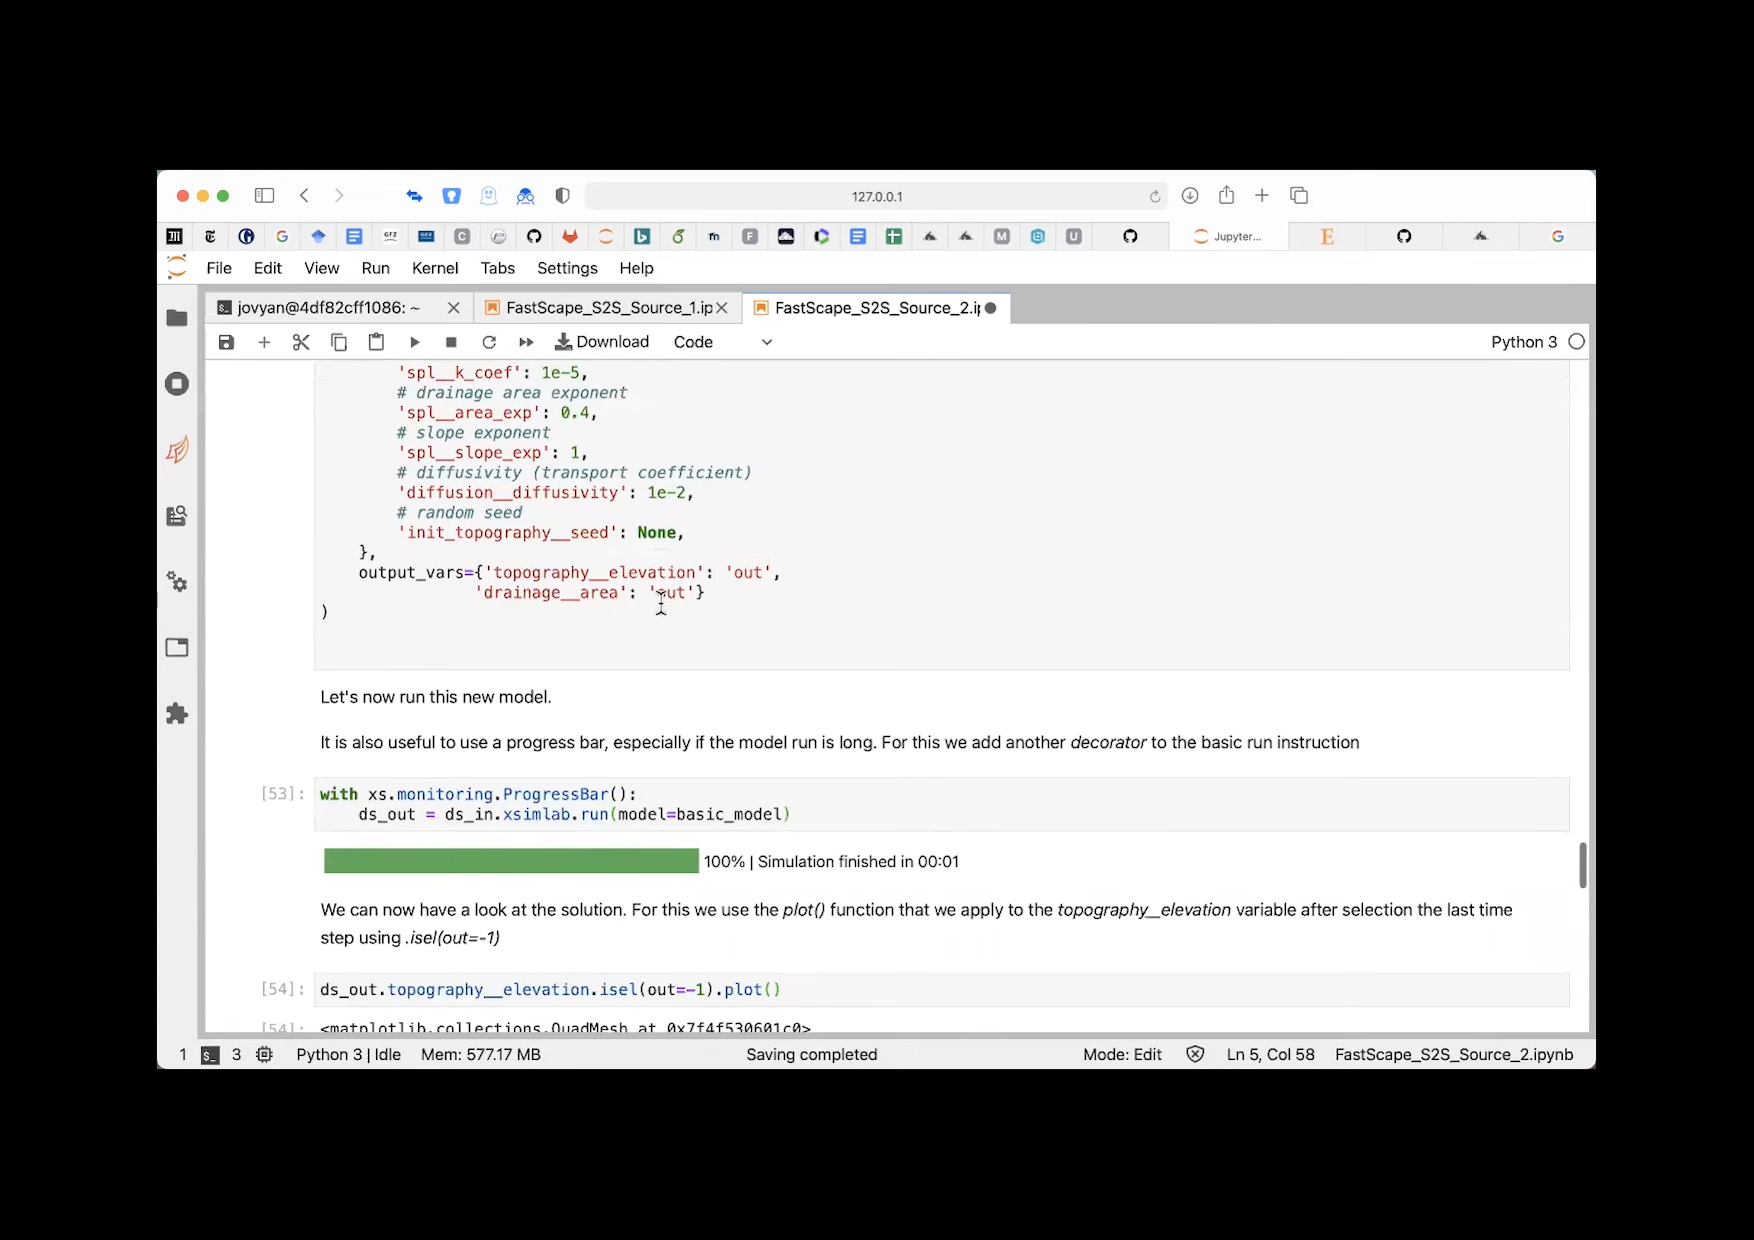 127.0.0.1
Jupyter...
File Edit View Run Kernel Tabs Settings Help
jovyan@4df82cff1086: ~
FastScape_S2S_Source_1.ip
FastScape_S2S_Source_2.ip
Download Code Python 3
'spl__k_coef': 1e-5,
# drainage area exponent
'spl__area_exp': 0.4,
# slope exponent
'spl__slope_exp': 1,
# diffusivity (transport coefficient)
'diffusion__diffusivity': 1e-2,
# random seed
'init_topography__seed': None,
},
output_vars={'topography__elevation': 'out',
'drainage__area': 'out'}
)
Let's now run this new model.
It is also useful to use a progress bar, especially if the model run is long. For this we add another decorator to the basic run instruction
[53]: with xs.monitoring.ProgressBar():
ds_out = ds_in.xsimlab.run(model=basic_model)
100% | Simulation finished in 00:01
We can now have a look at the solution. For this we use the plot() function that we apply to the topography__elevation variable after selection the last time
step using .isel(out=-1)
[54]: ds_out.topography__elevation.isel(out=-1).plot()
[54]: <matplotlib.collections.QuadMesh at 0x7f4f530601c0>
1 3 Python 3 | Idle Mem: 577.17 MB Saving completed Mode: Edit Ln 5, Col 58 FastScape_S2S_Source_2.ipynb